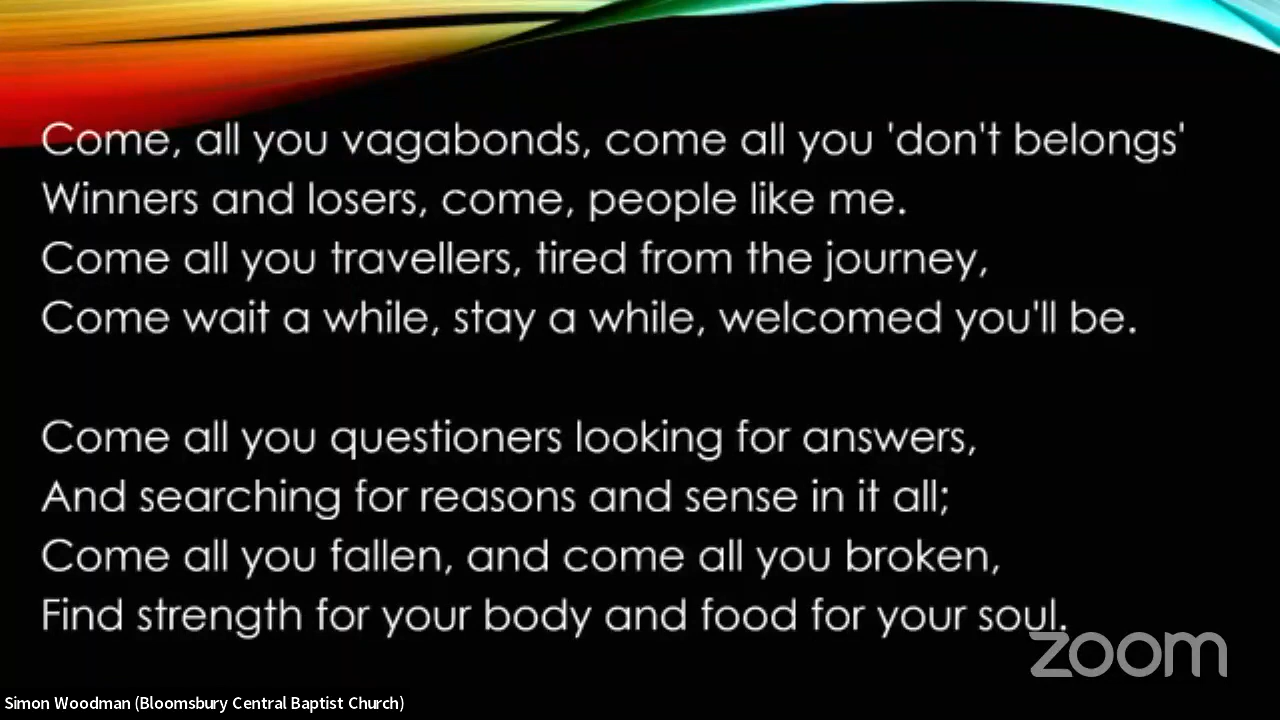 Come, all you vagabonds, come all you 'don't belongs'
Winners and losers, come, people like me.
Come all you travellers, tired from the journey,
Come wait a while, stay a while, welcomed you'll be.
Come all you questioners looking for answers,
And searching for reasons and sense in it all;
Come all you fallen, and come all you broken,
Find strength for your body and food for your soul.
zoom
Simon Woodman (Bloomsbury Central Baptist Church)